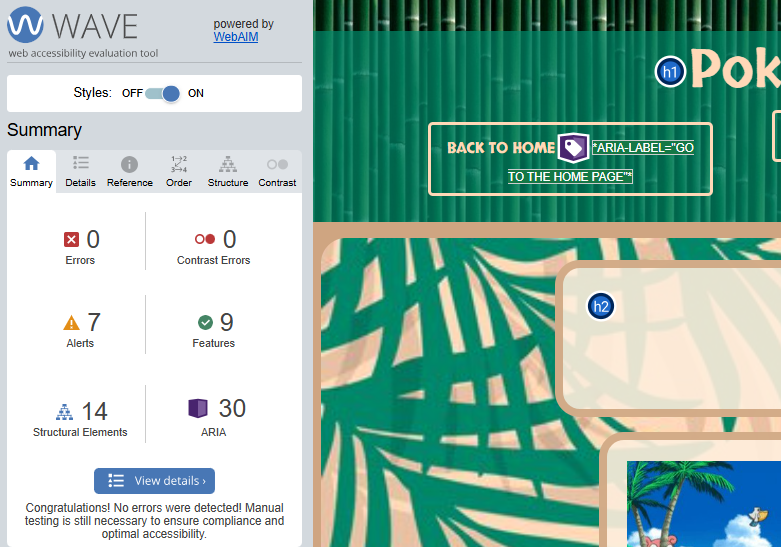 WAVE
web accessibility evaluation tool
powered by
WebAIM
Styles: OFF ON
Summary
Summary Details Reference Order Structure Contrast
0
Errors
0
Contrast Errors
7
Alerts
9
Features
14
Structural Elements
30
ARIA
View details ›
Congratulations! No errors were detected! Manual
testing is still necessary to ensure compliance and
optimal accessibility.
h1 Pok
BACK TO HOME *ARIA-LABEL="GO
TO THE HOME PAGE"*
h2